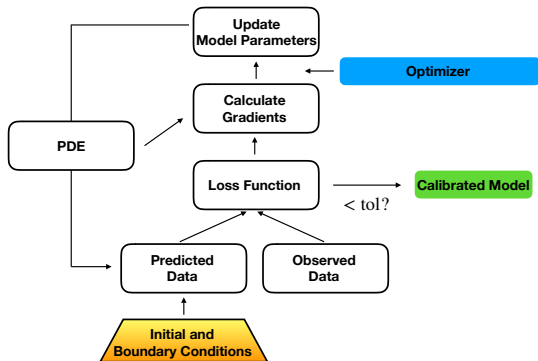 Update
Model Parameters
Optimizer
Calculate
Gradients
PDE
Loss Function
Calibrated Model
< tol?
Predicted
Data
Observed
Data
Initial and
Boundary Conditions